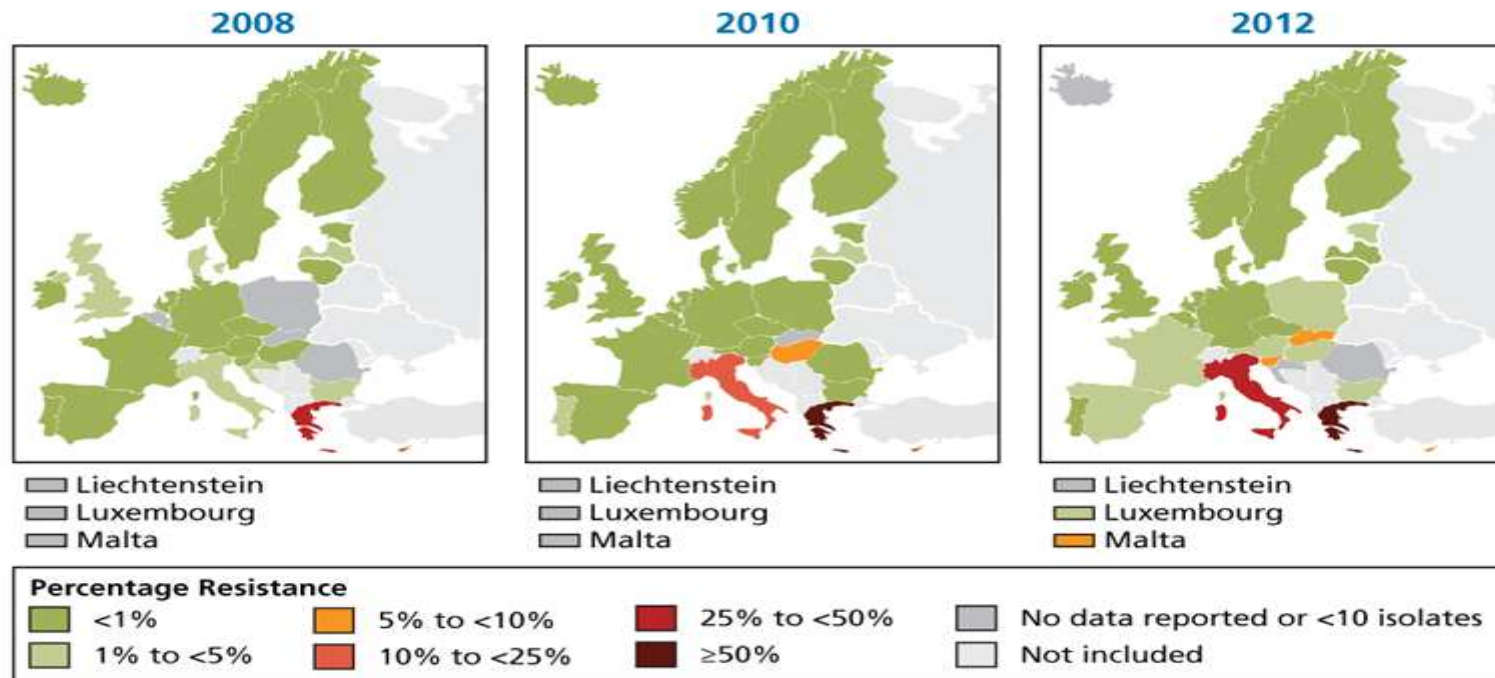 2008
2010
2012
Liechtenstein
Luxembourg
Malta
Liechtenstein
Luxembourg
Malta
Liechtenstein
Luxembourg
Malta
Percentage Resistance
<1%
5% to <10%
25% to <50%
No data reported or <10 isolates
1% to <5%
10% to <25%
≥50%
Not included